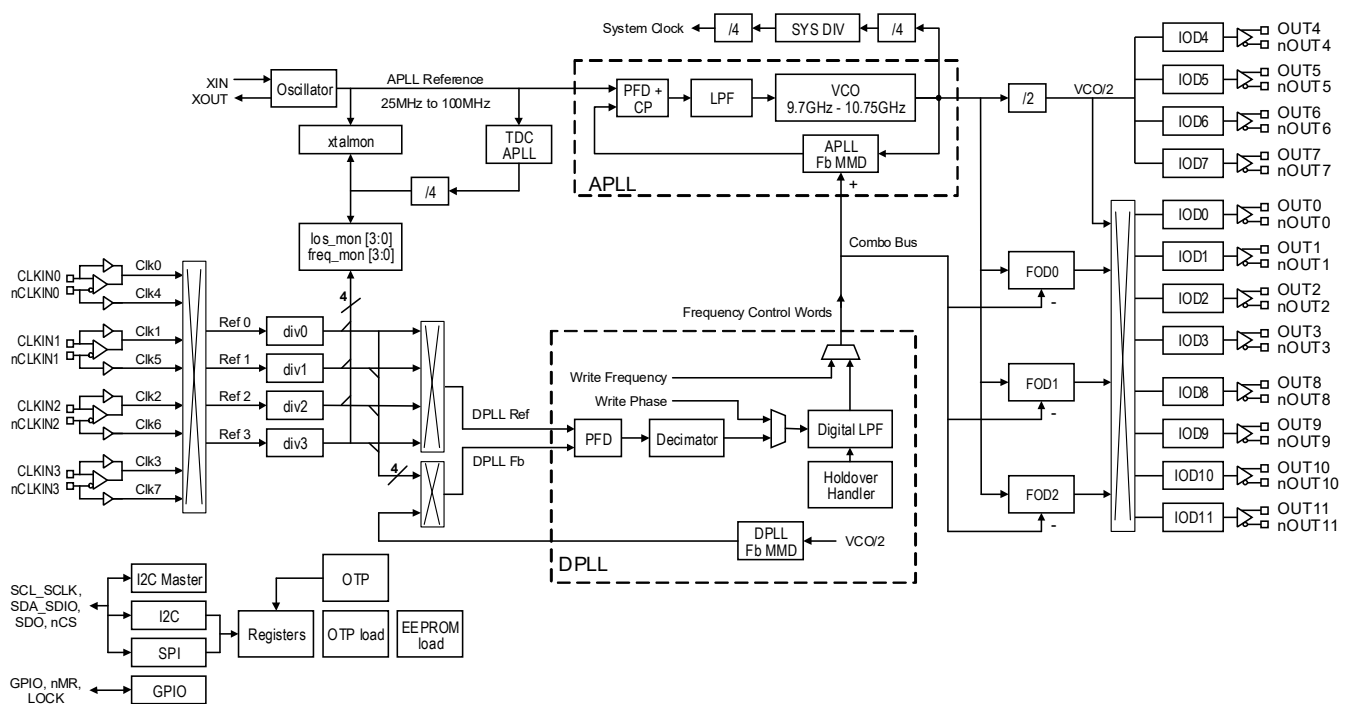 System Clock
/4
SYS DIV
/4
XIN
XOUT
Oscillator
APLL Reference
25MHz to 100MHz
xtalmon
TDC
APLL
/4
los_mon [3:0]
freq_mon [3:0]
PFD +
CP
LPF
VCO
9.7GHz - 10.75GHz
APLL
Fb MMD
+
APLL
/2
VCO/2
IOD4
OUT4
nOUT4
IOD5
OUT5
nOUT5
IOD6
OUT6
nOUT6
IOD7
OUT7
nOUT7
IOD0
OUT0
nOUT0
IOD1
OUT1
nOUT1
IOD2
OUT2
nOUT2
IOD3
OUT3
nOUT3
IOD8
OUT8
nOUT8
IOD9
OUT9
nOUT9
IOD10
OUT10
nOUT10
IOD11
OUT11
nOUT11
Combo Bus
FOD0
-
FOD1
-
FOD2
-
Frequency Control Words
CLKIN0
nCLKIN0
Clk0
Clk4
CLKIN1
nCLKIN1
Clk1
Clk5
CLKIN2
nCLKIN2
Clk2
Clk6
CLKIN3
nCLKIN3
Clk3
Clk7
Ref 0
div0
Ref 1
div1
Ref 2
div2
Ref 3
div3
4
4
DPLL Ref
DPLL Fb
Write Frequency
Write Phase
PFD
Decimator
Digital LPF
Holdover
Handler
DPLL
Fb MMD
VCO/2
DPLL
SCL_SCLK,
SDA_SDIO,
SDO, nCS
I2C Master
I2C
SPI
Registers
OTP
OTP load
EEPROM
load
GPIO, nMR,
LOCK
GPIO